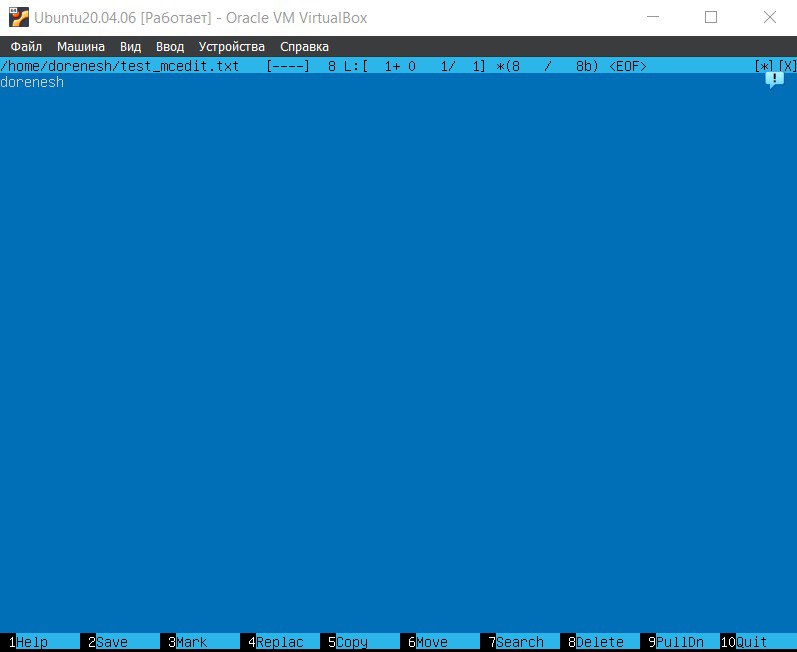 Ubuntu20.04.06 [Работает] - Oracle VM VirtualBox
Файл Машина Вид Ввод Устройства Справка
/home/dorenesh/test_mcedit.txt [----] 8 L:[ 1+ 0 1/ 1] *(8 / 8b) <EOF> [*][X]
dorenesh
1Help 2Save 3Mark 4Replac 5Copy 6Move 7Search 8Delete 9PullDn 10Quit